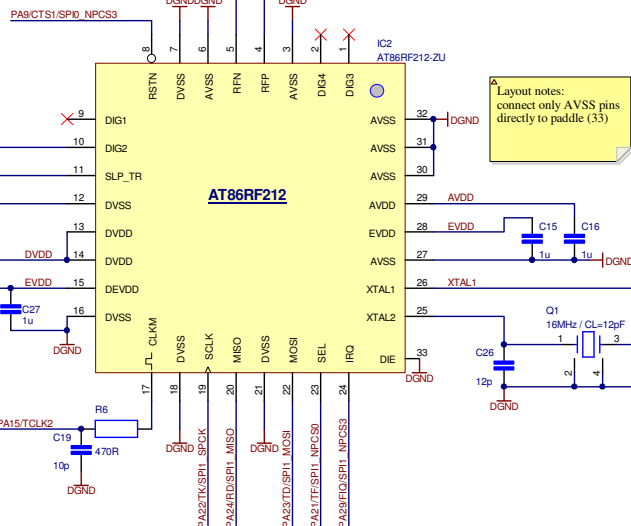 DGND
DGND
DGND
PA9/CTS1/SPI0_NPCS3
IC2
AT86RF212-ZU
8
7
6
5
4
3
2
1
RSTN
DVSS
AVSS
RFN
RFP
AVSS
DIG4
DIG3
Layout notes:
connect only AVSS pins
directly to paddle (33)
9 DIG1
AVSS 32 DGND
10 DIG2
AVSS 31
11 SLP_TR
AVSS 30
AT86RF212
12 DVSS
AVDD 29 AVDD
13 DVDD
EVDD 28 EVDD
C15 C16
DVDD 14 DVDD
AVSS 27
1u 1u DGND
EVDD 15 DEVDD
XTAL1 26 XTAL1
C27
1u
16 DVSS
XTAL2 25
Q1
16MHz / CL=12pF
DGND
1 3
C26
12p
2 4
DIE 33
DGND
DGND
CLKM
DVSS
SCLK
MISO
DVSS
MOSI
SEL
IRQ
17
18
19
20
21
22
23
24
PA15/TCLK2
R6
470R
C19
10p
DGND
DGND
DGND
PA22/TK/SPI1_SPCK
PA24/RD/SPI1_MISO
PA23/TD/SPI1_MOSI
PA21/TF/SPI1_NPCS0
PA29/FIQ/SPI1_NPCS3